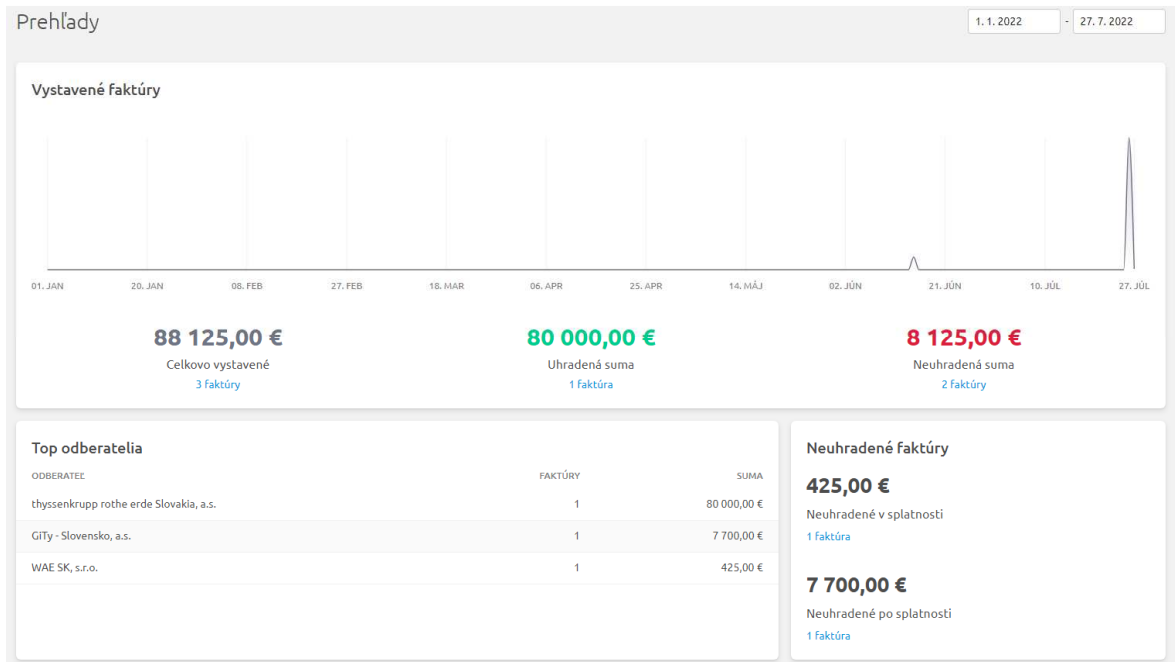 Prehľady
1. 1. 2022 - 27. 7. 2022
Vystavené faktúry
01. JAN 20. JAN 08. FEB 27. FEB 18. MAR 06. APR 25. APR 14. MÁJ 02. JÚN 21. JÚN 10. JÚL 27. JÚL
88 125,00 € 80 000,00 € 8 125,00 €
Celkovo vystavené Uhradená suma Neuhradená suma
3 faktúry 1 faktúra 2 faktúry
Top odberatelia
ODBERATEĽ FAKTÚRY SUMA
thyssenkrupp rothe erde Slovakia, a.s. 1 80 000,00 €
GiTy - Slovensko, a.s. 1 7 700,00 €
WAE SK, s.r.o. 1 425,00 €
Neuhradené faktúry
425,00 €
Neuhradené v splatnosti
1 faktúra
7 700,00 €
Neuhradené po splatnosti
1 faktúra